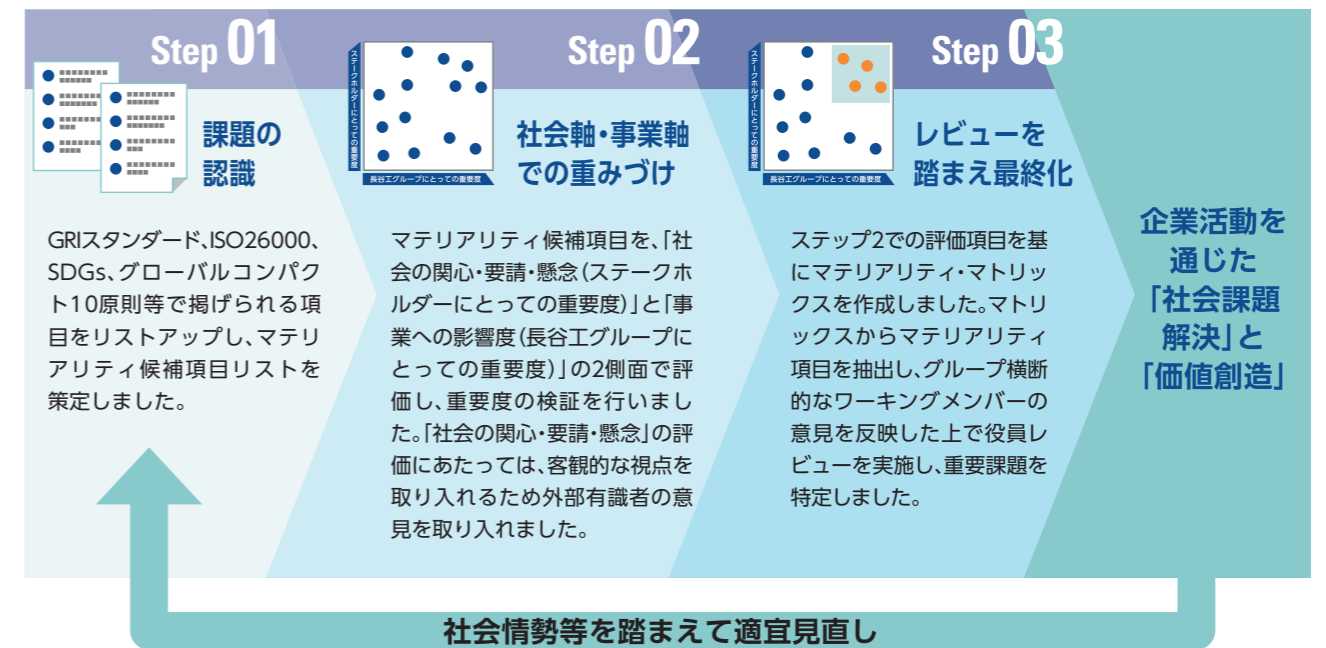 Step 01
課題の
認識
GRIスタンダード、ISO26000、
SDGs、グローバルコンパク
ト10原則等で掲げられる項
目をリストアップし、マテリ
アリティ候補項目リストを
策定しました。
Step 02
ステークホルダーにとっての重要度
長谷工グループにとっての重要度
社会軸・事業軸
での重みづけ
マテリアリティ候補項目を、「社
会の関心・要請・懸念（ステークホ
ルダーにとっての重要度）」と「事
業への影響度（長谷工グループに
とっての重要度）」の2側面で評
価し、重要度の検証を行いまし
た。「社会の関心・要請・懸念」の評
価にあたっては、客観的な視点を
取り入れるため外部有識者の意
見を取り入れました。
Step 03
ステークホルダーにとっての重要度
長谷工グループにとっての重要度
レビューを
踏まえ最終化
ステップ2での評価項目を基
にマテリアリティ・マトリッ
クスを作成しました。マトリ
ックスからマテリアリティ
項目を抽出し、グループ横断
的なワーキングメンバーの
意見を反映した上で役員レ
ビューを実施し、重要課題を
特定しました。
企業活動を
通じた
「社会課題
解決」と
「価値創造」
社会情勢等を踏まえて適宜見直し